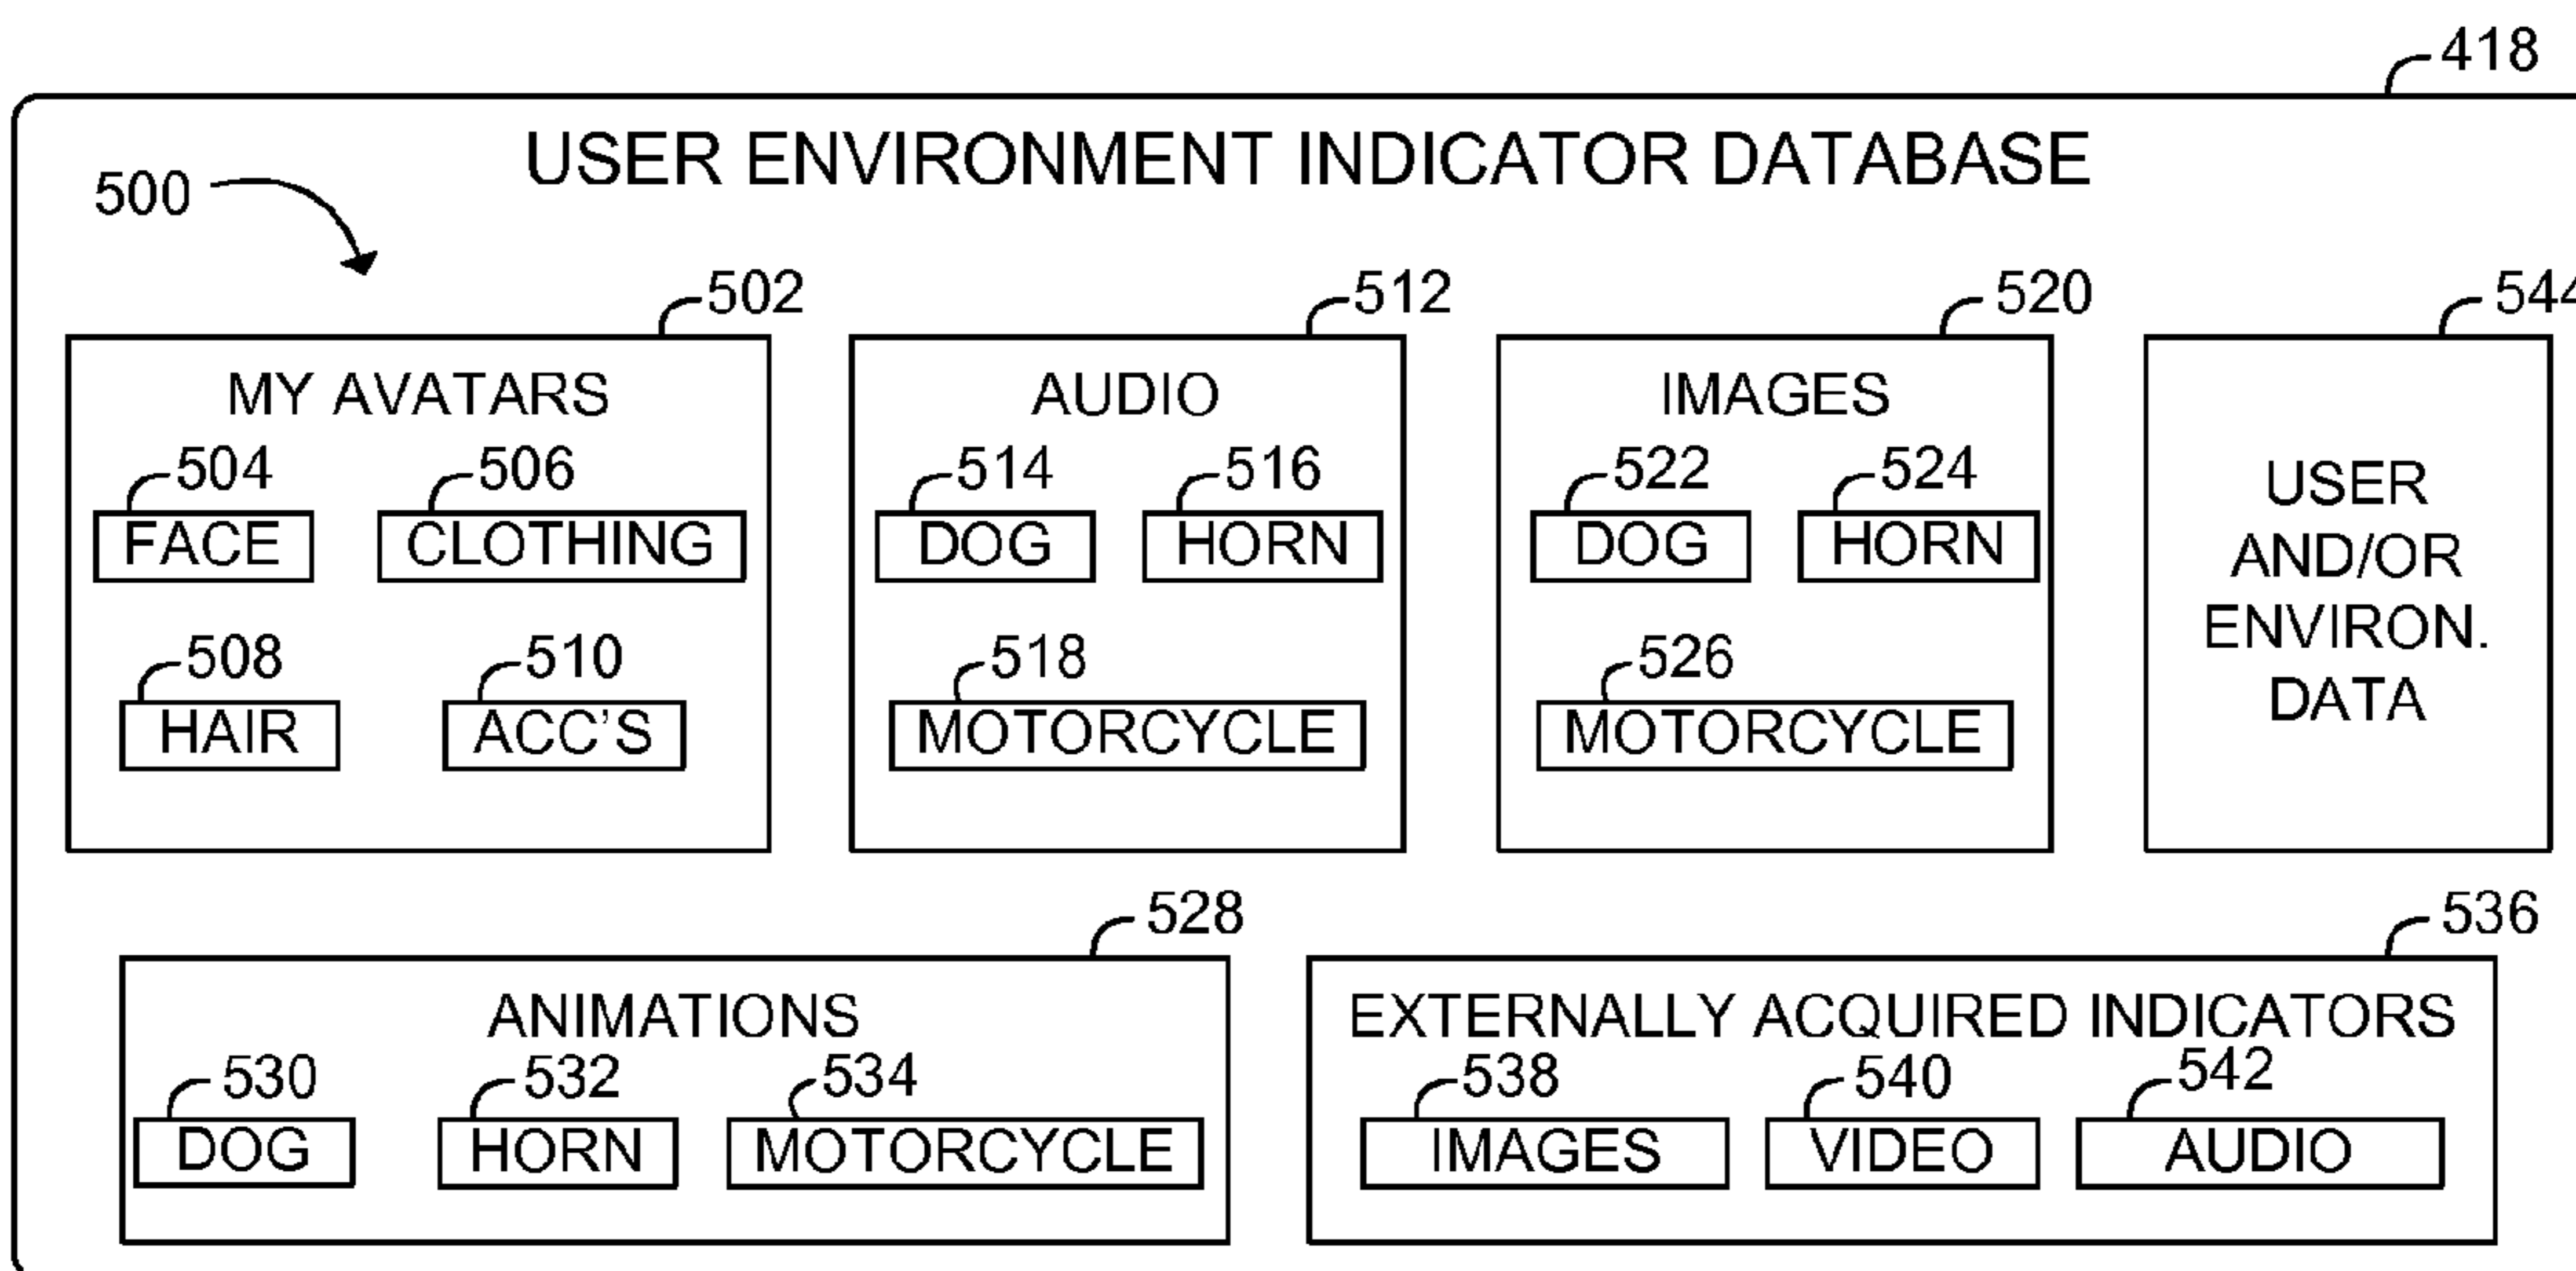 418
USER ENVIRONMENT INDICATOR DATABASE
500
502
512
520
544
MY AVATARS
504
506
FACE
CLOTHING
508
510
HAIR
ACC'S
AUDIO
514
516
DOG
HORN
518
MOTORCYCLE
IMAGES
522
524
DOG
HORN
526
MOTORCYCLE
USER
AND/OR
ENVIRON.
DATA
528
ANIMATIONS
530
532
534
DOG
HORN
MOTORCYCLE
536
EXTERNALLY ACQUIRED INDICATORS
538
540
542
IMAGES
VIDEO
AUDIO